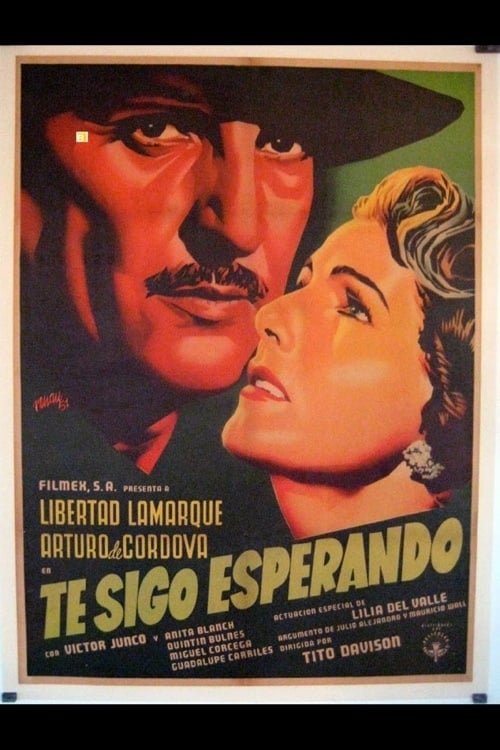 FILMEX, S.A. PRESENTA A
LIBERTAD LAMARQUE
ARTURO de CORDOVA
EN
TE SIGO ESPERANDO
CON VICTOR JUNCO Y ANITA BLANCH
QUINTIN BULNES
MIGUEL CORCEGA
GUADALUPE CARRILES
ACTUACION ESPECIAL DE LILIA DEL VALLE
ARGUMENTO DE JULIO ALEJANDRO Y MAURICIO WALL
DIRIGIDA POR
TITO DAVISON